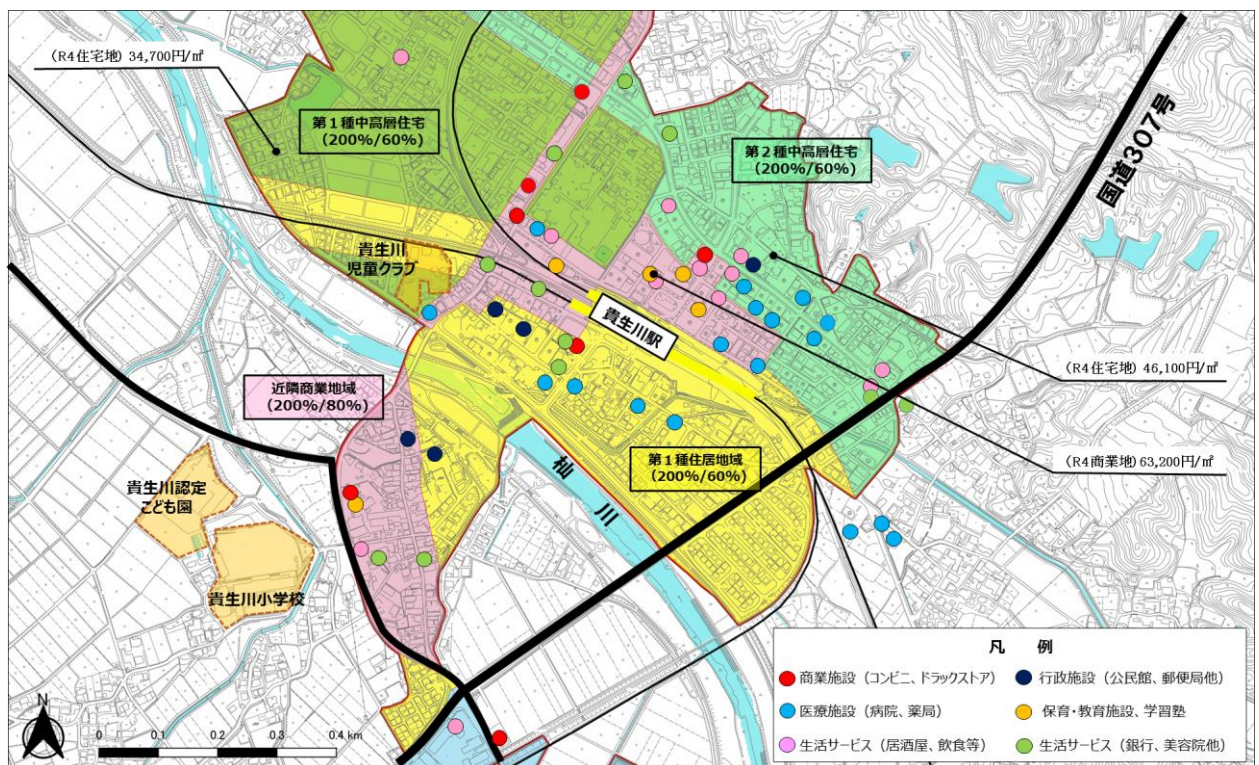 (R4住宅地) 34,700円/㎡
第1種中高層住宅
(200%/60%)
第2種中高層住宅
(200%/60%)
国道307号
貴生川
児童クラブ
貴生川駅
近隣商業地域
(200%/80%)
(R4住宅地) 46,100円/㎡
第1種住居地域
(200%/60%)
(R4商業地) 63,200円/㎡
杣川
貴生川認定
こども園
貴生川小学校
凡 例
商業施設（コンビニ、ドラックストア）
行政施設（公民館、郵便局他）
医療施設（病院、薬局）
保育・教育施設、学習塾
生活サービス（居酒屋、飲食等）
生活サービス（銀行、美容院他）
N
0 0.1 0.2 0.3 0.4 km